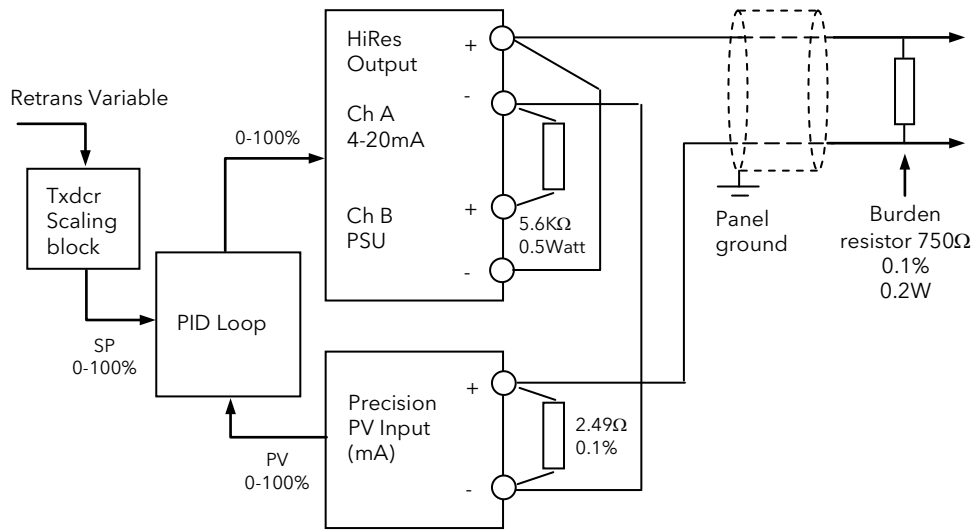 Retrans Variable
Txdcr
Scaling
block
SP
0-100%
PID Loop
0-100%
PV
0-100%
HiRes
Output
Ch A
4-20mA
Ch B
PSU
+
-
+
-
5.6KΩ
0.5Watt
Precision
PV Input
(mA)
+
-
2.49Ω
0.1%
Panel
ground
Burden
resistor 750Ω
0.1%
0.2W